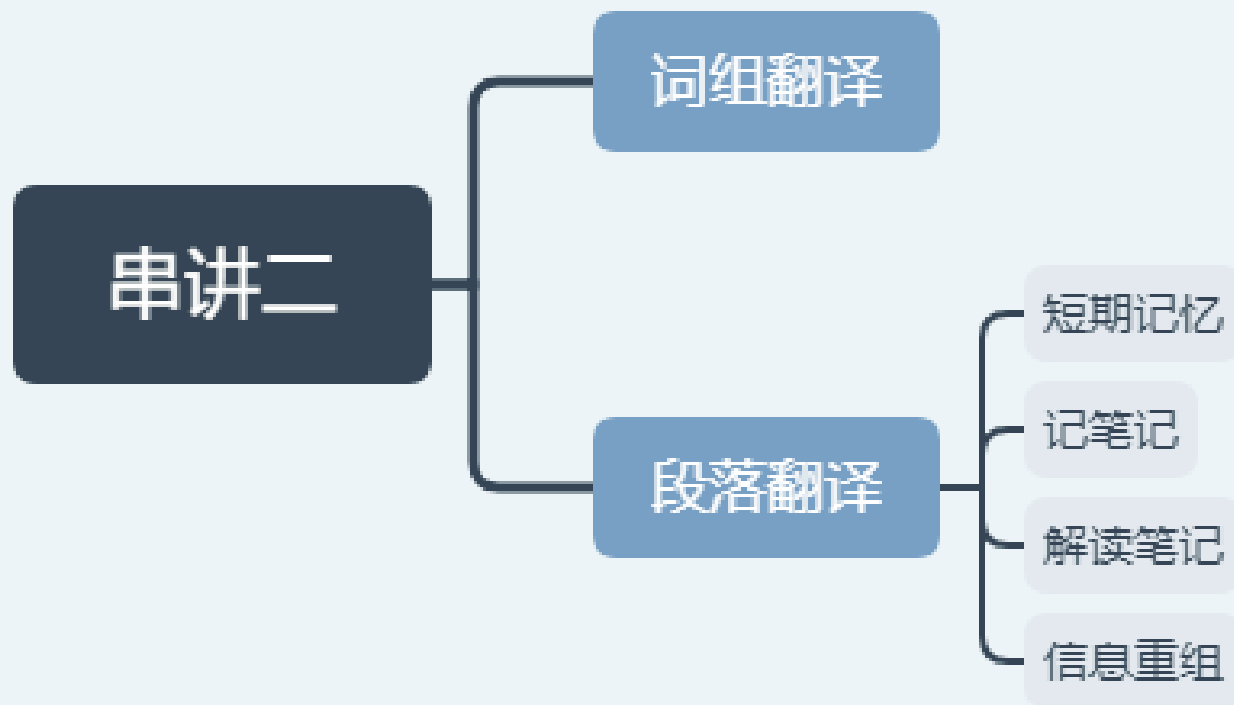 串讲二
词组翻译
段落翻译
短期记忆
记笔记
解读笔记
信息重组